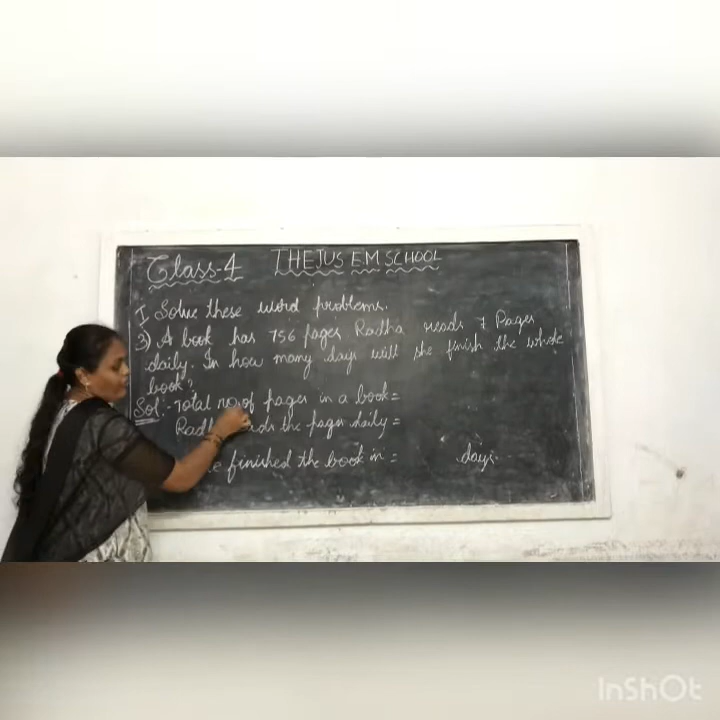 Class-4 THEJUS EM SCHOOL
I Solve these word problems.
3) A book has 756 pages Radha reads 7 Pages
daily. In how many days will she finish the whole
book?
Sol:- Total no.of pages in a book=
the pages daily =
finished the book in = days.
InShOt